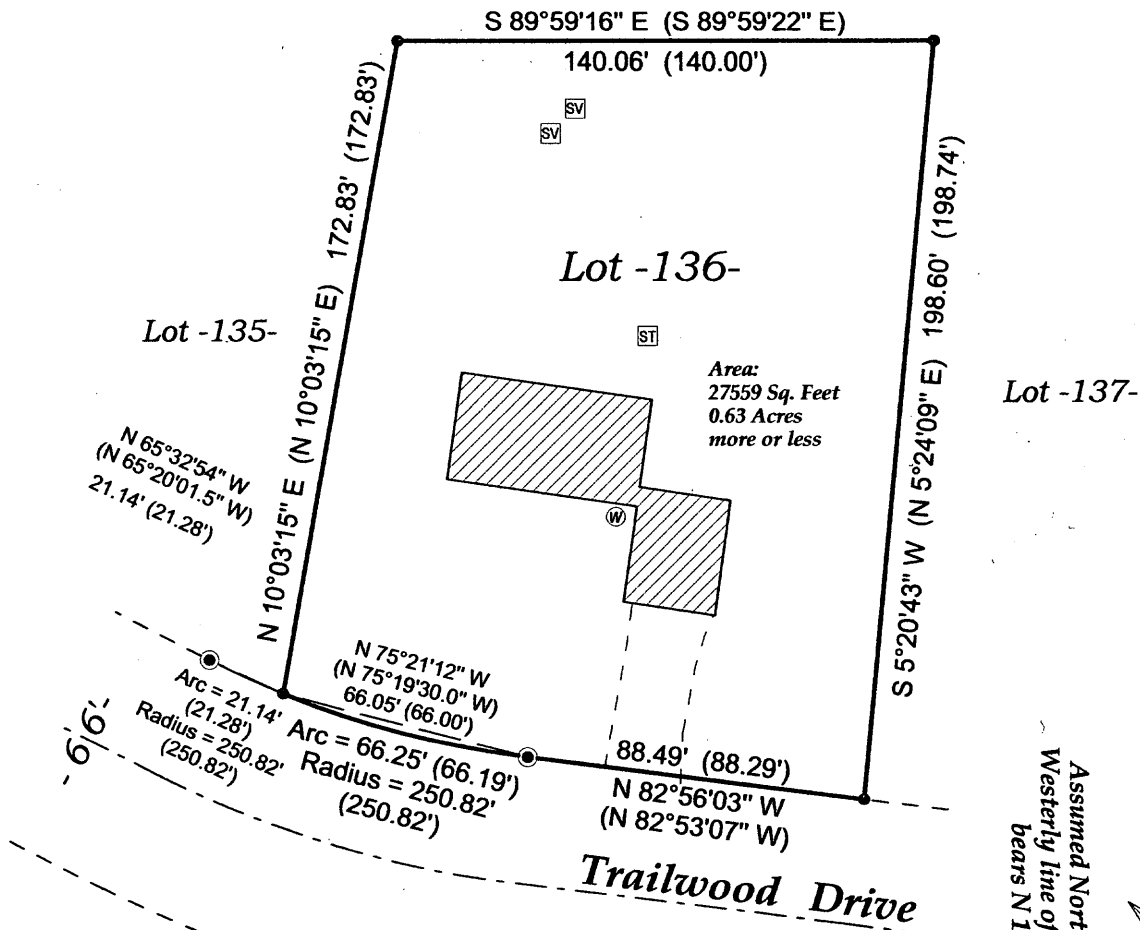 S 89°59'16" E (S 89°59'22" E)
140.06' (140.00')
N 10°03'15" E (N 10°03'15" E) 172.83' (172.83')
SV
SV
Lot -136-
S 5°20'43" W (N 5°24'09" E) 198.60' (198.74')
Lot -135-
ST
Area:
27559 Sq. Feet
0.63 Acres
more or less
Lot -137-
N 65°32'54" W
(N 65°20'01.5" W)
21.14' (21.28')
W
N 75°21'12" W
(N 75°19'30.0" W)
66.05' (66.00')
Arc = 21.14'
(21.28')
Radius = 250.82'
(250.82')
Arc = 66.25' (66.19')
Radius = 250.82'
(250.82')
88.49' (88.29')
N 82°56'03" W
(N 82°53'07" W)
-66'-
Trailwood Drive
Assumed Nort
Westerly line of
bears N 1